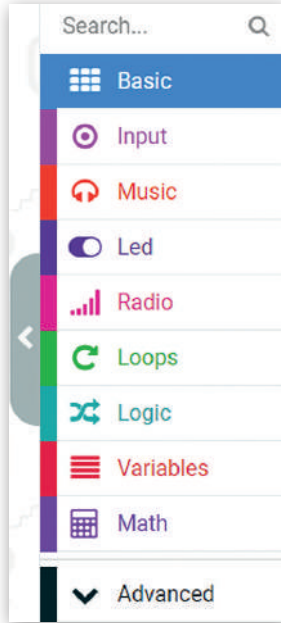 Search...
Basic
Input
Music
Led
Radio
Loops
Logic
Variables
Math
Advanced